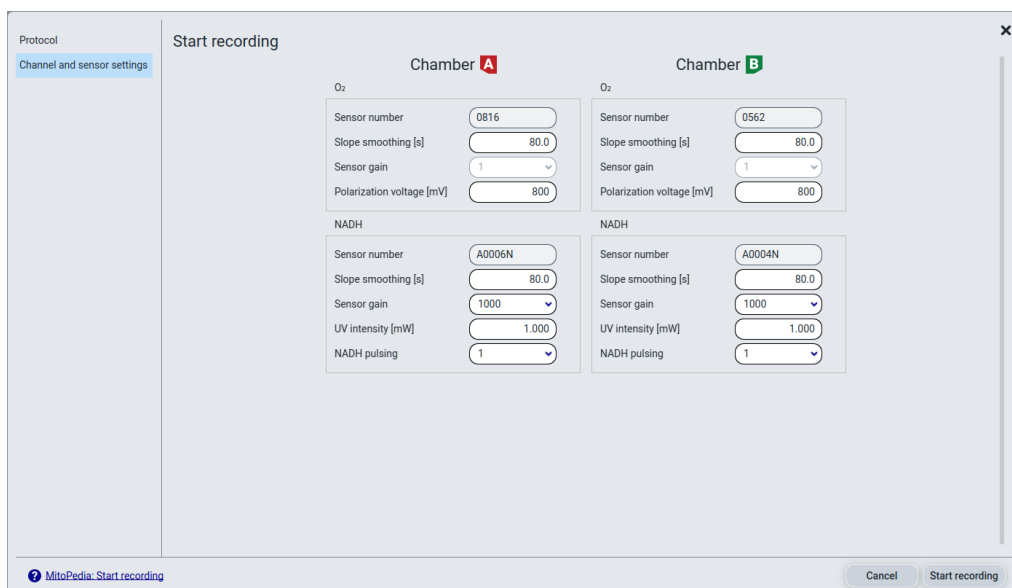 Protocol
Channel and sensor settings
Start recording
Chamber A
O₂
Sensor number 0816
Slope smoothing [s] 80.0
Sensor gain 1
Polarization voltage [mV] 800
NADH
Sensor number A0006N
Slope smoothing [s] 80.0
Sensor gain 1000
UV intensity [mW] 1.000
NADH pulsing 1
Chamber B
O₂
Sensor number 0562
Slope smoothing [s] 80.0
Sensor gain 1
Polarization voltage [mV] 800
NADH
Sensor number A0004N
Slope smoothing [s] 80.0
Sensor gain 1000
UV intensity [mW] 1.000
NADH pulsing 1
? MitoPedia: Start recording
Cancel
Start recording